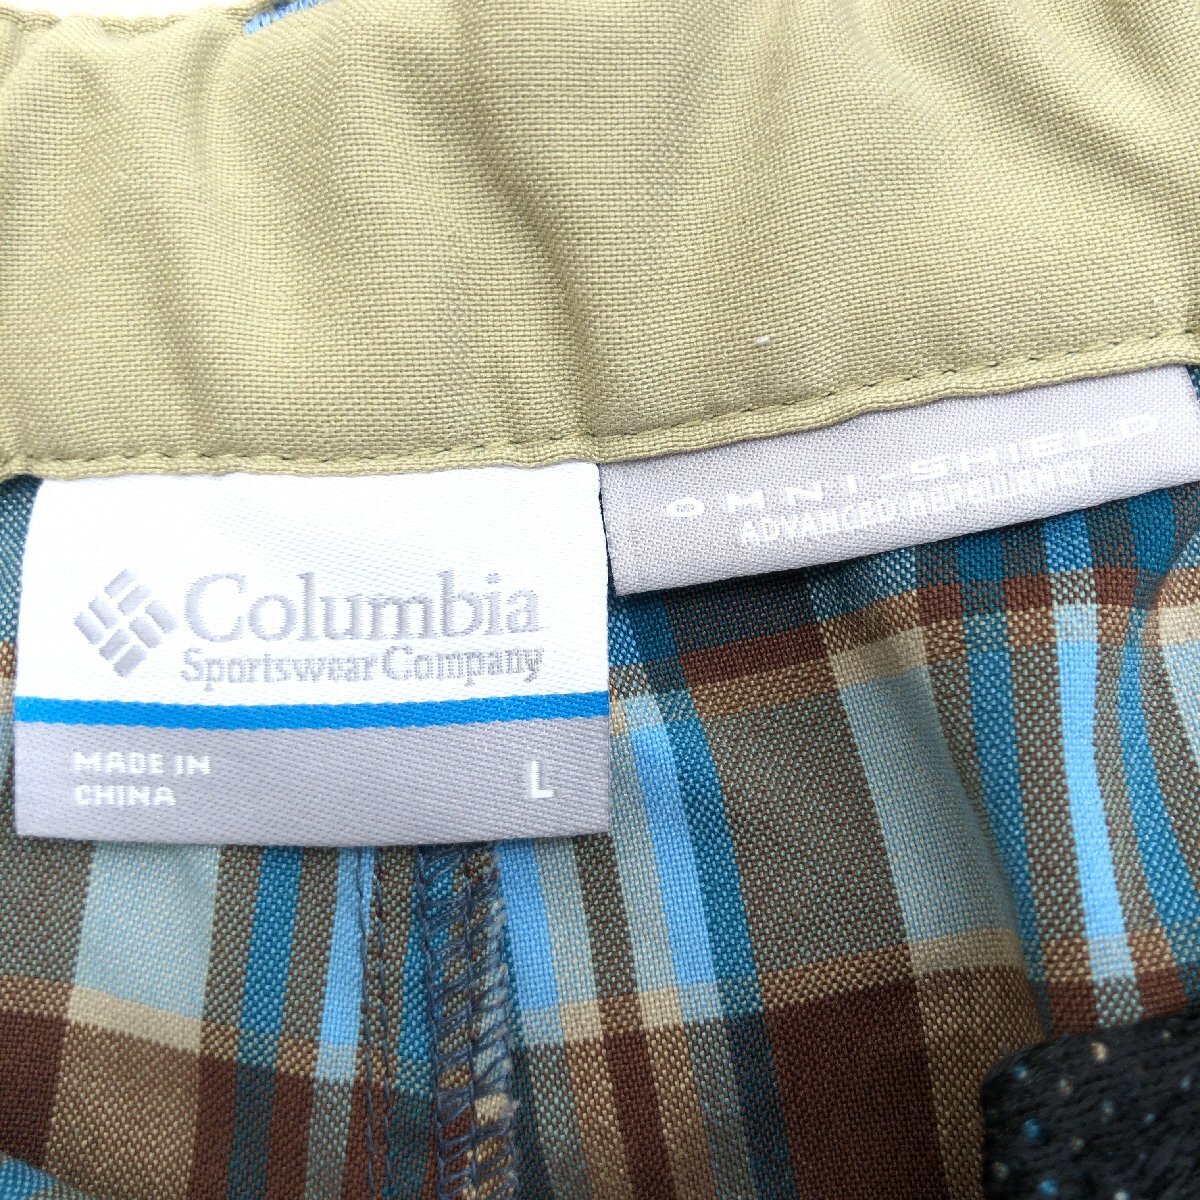 Columbia
Sportswear Company
MADE IN
CHINA
L
OMNI-SHIELD
ADVANCED REPELLENCY